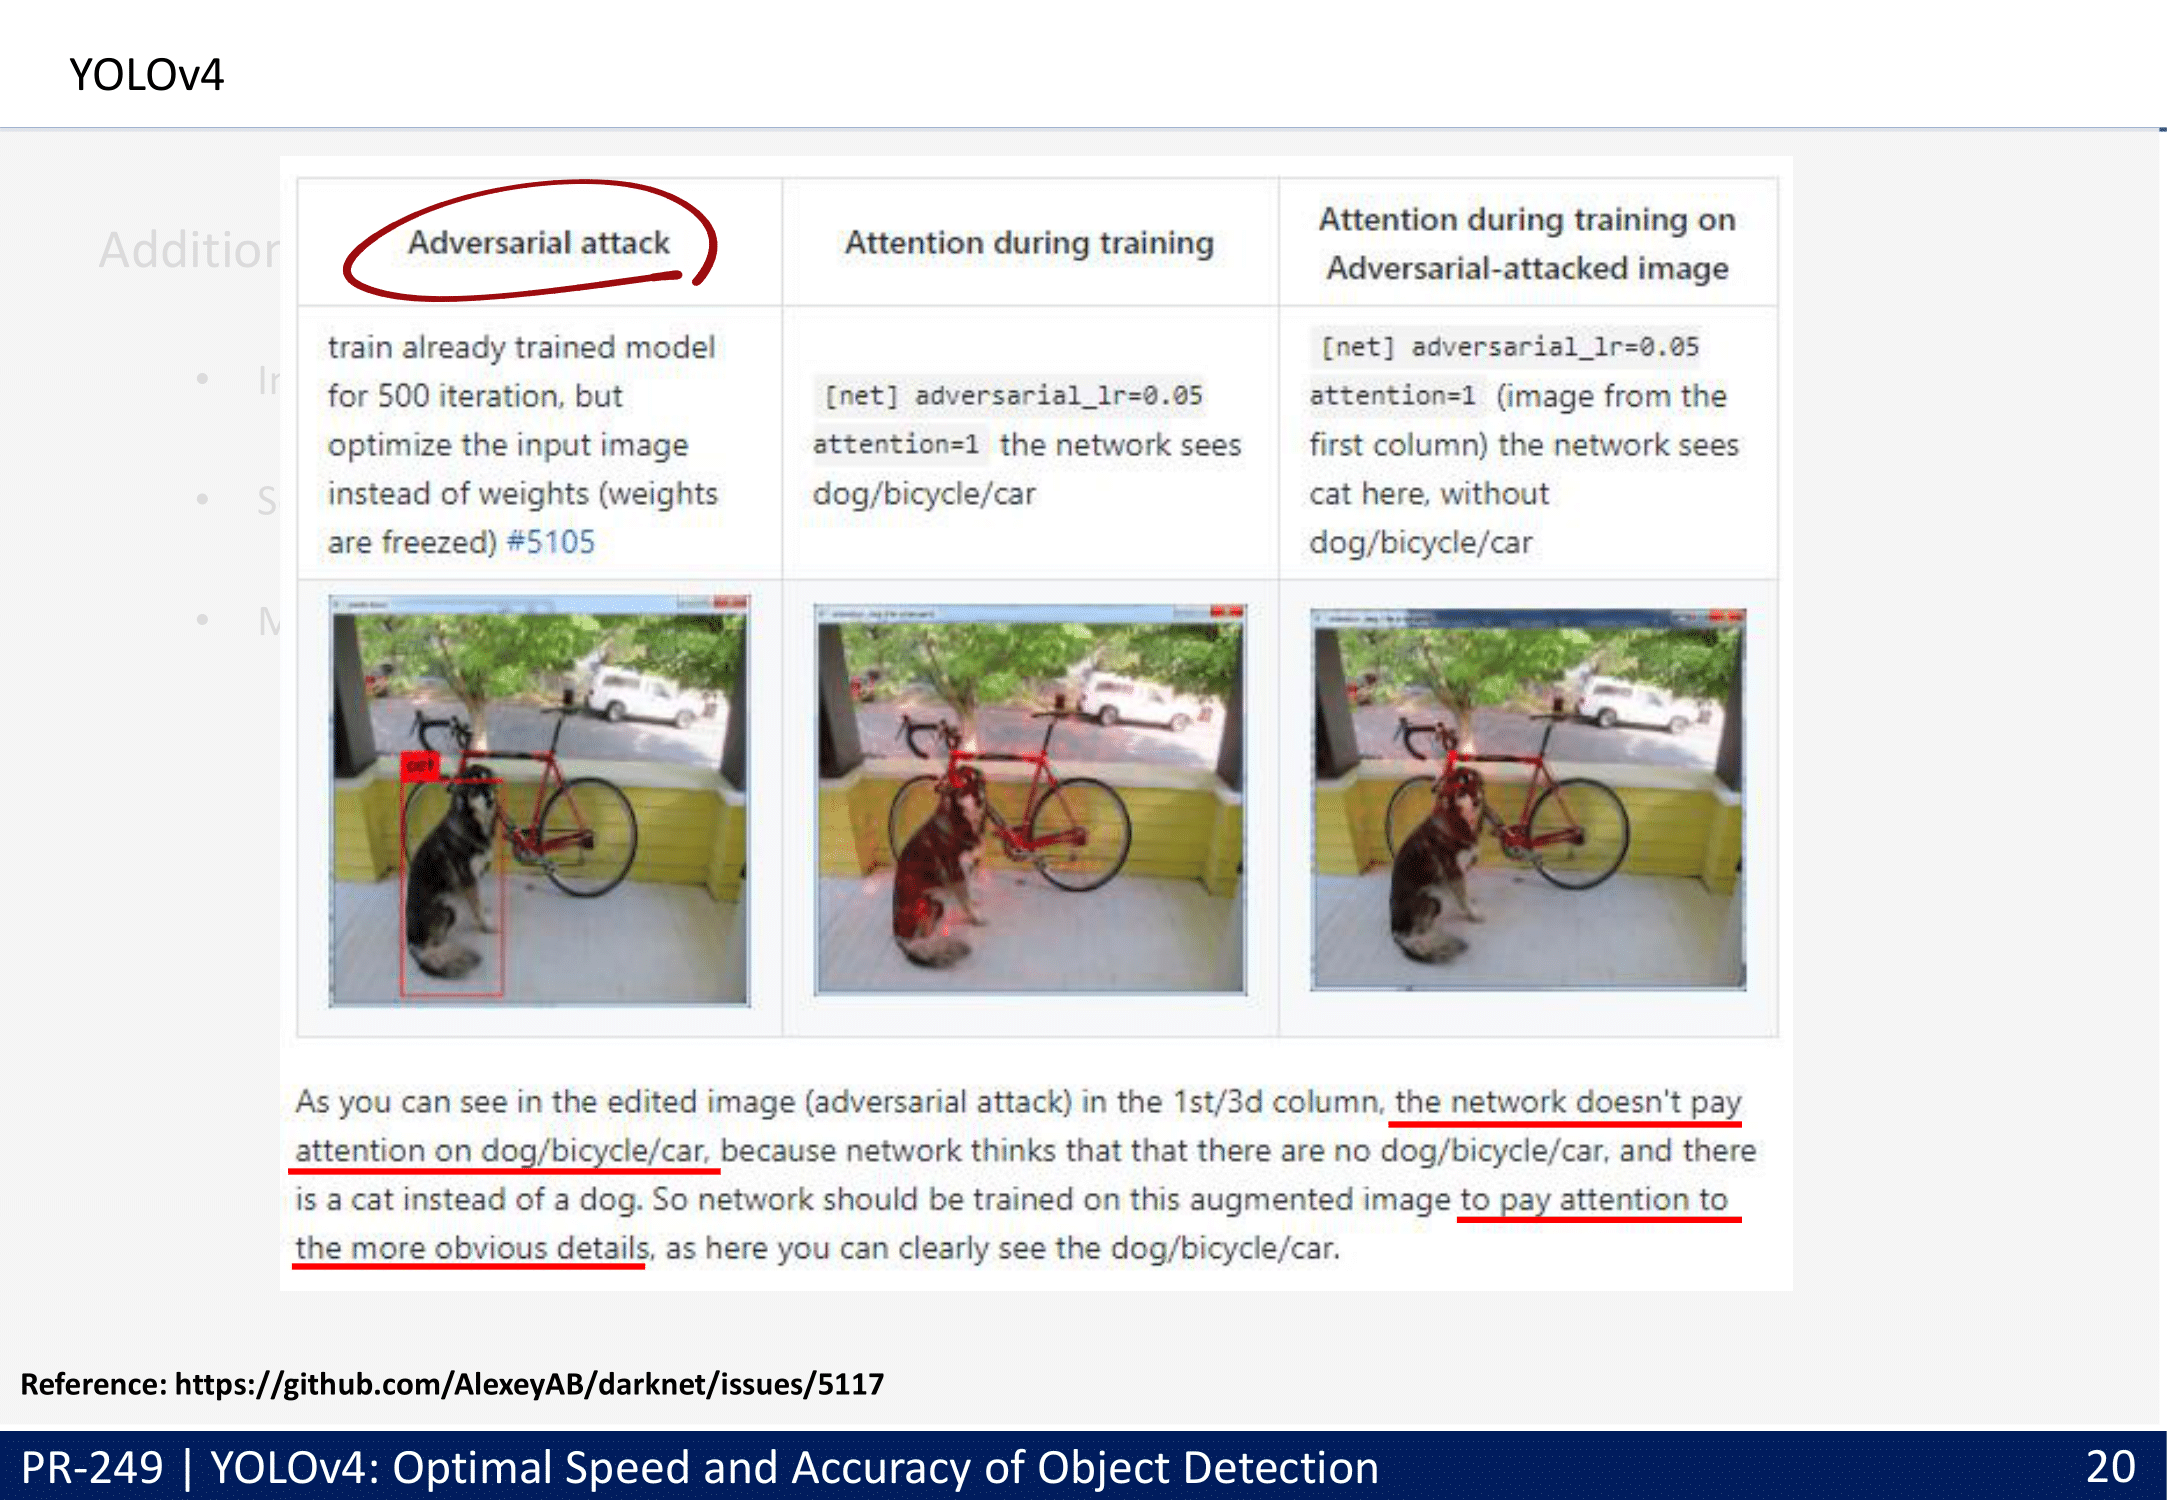 YOLOv4
Addition
Adversarial attack
Attention during training
Attention during training on
Adversarial-attacked image
train already trained model
for 500 iteration, but
optimize the input image
instead of weights (weights
are freezed) #5105
[net] adversarial_lr=0.05
attention=1 the network sees
dog/bicycle/car
[net] adversarial_lr=0.05
attention=1 (image from the
first column) the network sees
cat here, without
dog/bicycle/car
cat
As you can see in the edited image (adversarial attack) in the 1st/3d column, the network doesn't pay
attention on dog/bicycle/car, because network thinks that that there are no dog/bicycle/car, and there
is a cat instead of a dog. So network should be trained on this augmented image to pay attention to
the more obvious details, as here you can clearly see the dog/bicycle/car.
Reference: https://github.com/AlexeyAB/darknet/issues/5117
PR-249 | YOLOv4: Optimal Speed and Accuracy of Object Detection
20